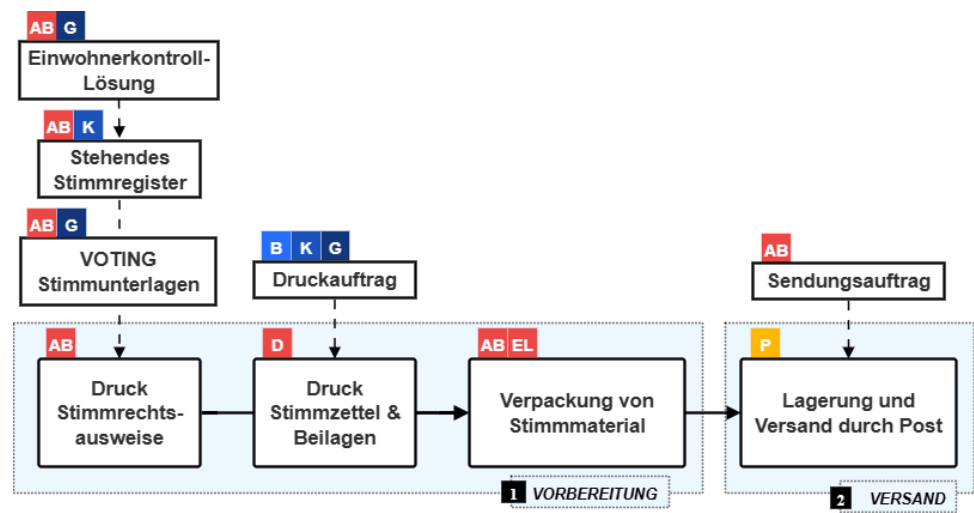 AB G
Einwohnerkontroll-
Lösung
AB K
Stehendes
Stimmregister
AB G
VOTING
Stimmunterlagen
B K G
Druckauftrag
AB
Sendungsauftrag
AB
Druck
Stimmrechts-
ausweise
D
Druck
Stimmzettel &
Beilagen
AB EL
Verpackung von
Stimmmaterial
P
Lagerung und
Versand durch Post
1 VORBEREITUNG
2 VERSAND